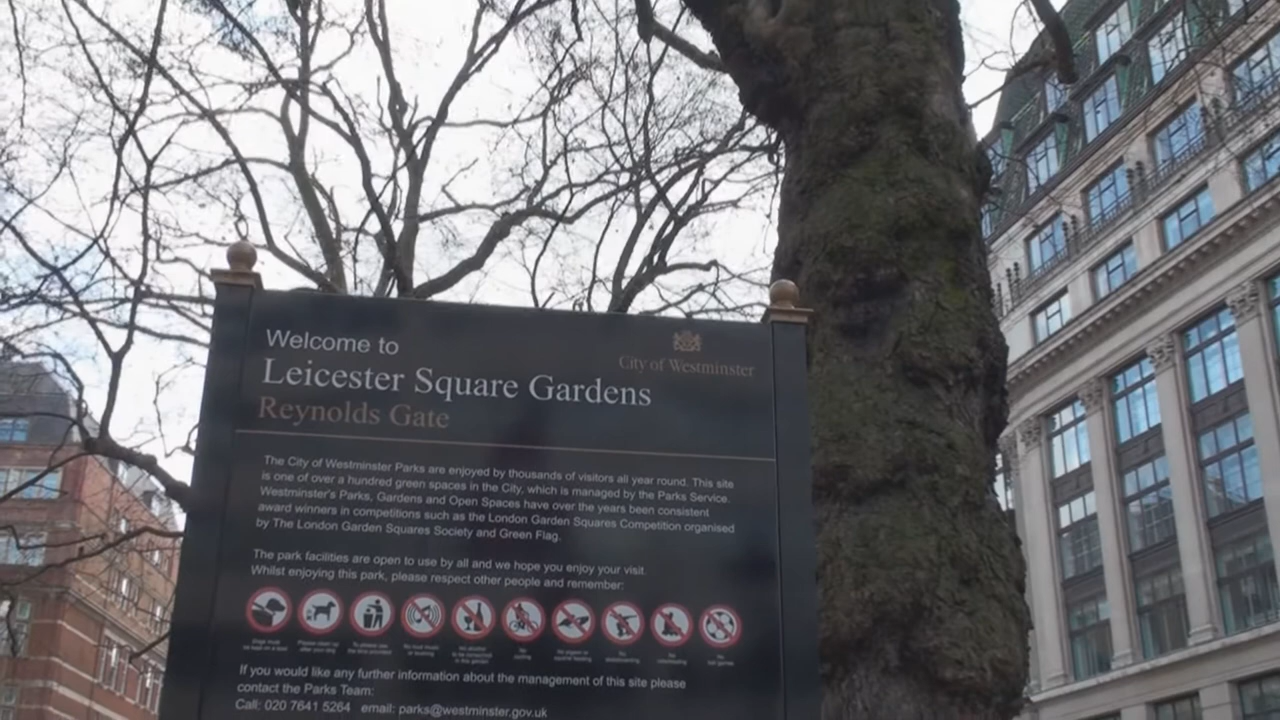 Welcome to
Leicester Square Gardens
Reynolds Gate
City of Westminster
The City of Westminster Parks are enjoyed by thousands of visitors all year round. This site
is one of over a hundred green spaces in the City, which is managed by the Parks Service.
Westminster's Parks, Gardens and Open Spaces have over the years been consistent
award winners in competitions such as the London Garden Squares Competition organised
by The London Garden Squares Society and Green Flag.
The park facilities are open to use by all and we hope you enjoy your visit.
Whilst enjoying this park, please respect other people and remember:
If you would like any further information about the management of this site please
contact the Parks Team:
Call: 020 7641 5264 email: parks@westminster.gov.uk